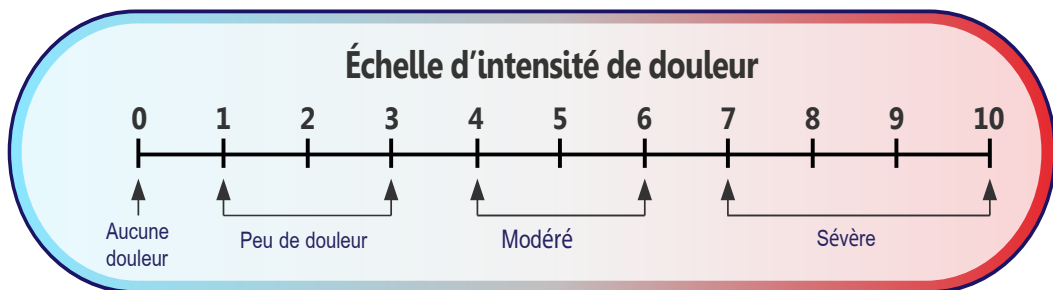 Échelle d'intensité de douleur
0 1 2 3 4 5 6 7 8 9 10
Aucune
douleur
Peu de douleur
Modéré
Sévère